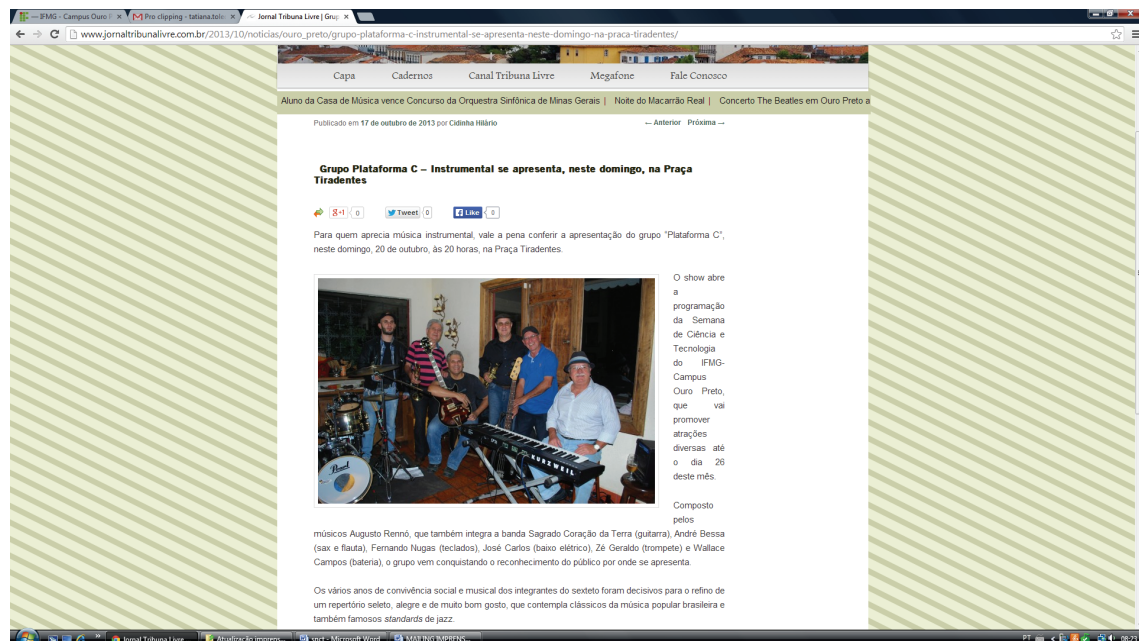 — IFMG - Campus Ouro P
Pro clipping - tatiana.tole
Jornal Tribuna Livre | Grup
www.jornaltribunalivre.com.br/2013/10/noticias/ouro_preto/grupo-plataforma-c-instrumental-se-apresenta-neste-domingo-na-praca-tiradentes/
Capa Cadernos Canal Tribuna Livre Megafone Fale Conosco
Aluno da Casa de Música vence Concurso da Orquestra Sinfônica de Minas Gerais | Noite do Macarrão Real | Concerto The Beatles em Ouro Preto a
Publicado em 17 de outubro de 2013 por Cidinha Hilário
← Anterior Próxima →
Grupo Plataforma C – Instrumental se apresenta, neste domingo, na Praça
Tiradentes
g+1 0 Tweet 0 Like 0
Para quem aprecia música instrumental, vale a pena conferir a apresentação do grupo "Plataforma C",
neste domingo, 20 de outubro, às 20 horas, na Praça Tiradentes.
O show abre
a
programação
da Semana
de Ciência e
Tecnologia
do IFMG-
Campus
Ouro Preto,
que vai
promover
atrações
diversas até
o dia 26
deste mês.
Pearl
KURZWEIL
Composto
pelos
músicos Augusto Rennó, que também integra a banda Sagrado Coração da Terra (guitarra), André Bessa
(sax e flauta), Fernando Nugas (teclados), José Carlos (baixo elétrico), Zé Geraldo (trompete) e Wallace
Campos (bateria), o grupo vem conquistando o reconhecimento do público por onde se apresenta.
Os vários anos de convivência social e musical dos integrantes do sexteto foram decisivos para o refino de
um repertório seleto, alegre e de muito bom gosto, que contempla clássicos da música popular brasileira e
também famosos standards de jazz.
Jornal Tribuna Livre ... Atualização imprens... snct - Microsoft Word MAILING IMPRENS...
PT 08:23